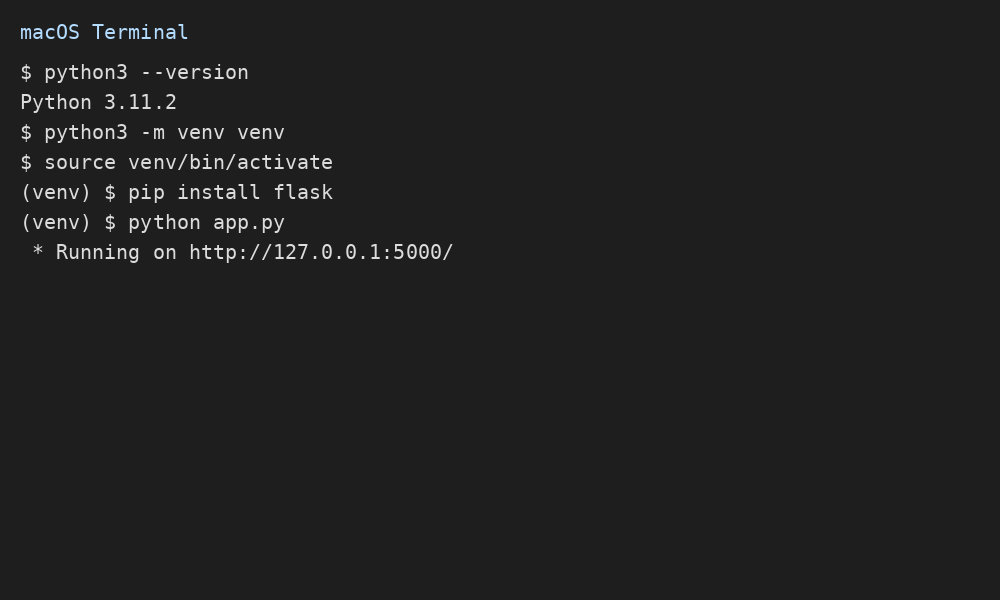 macOS Terminal
$ python3 --version
Python 3.11.2
$ python3 -m venv venv
$ source venv/bin/activate
(venv) $ pip install flask
(venv) $ python app.py
 * Running on http://127.0.0.1:5000/